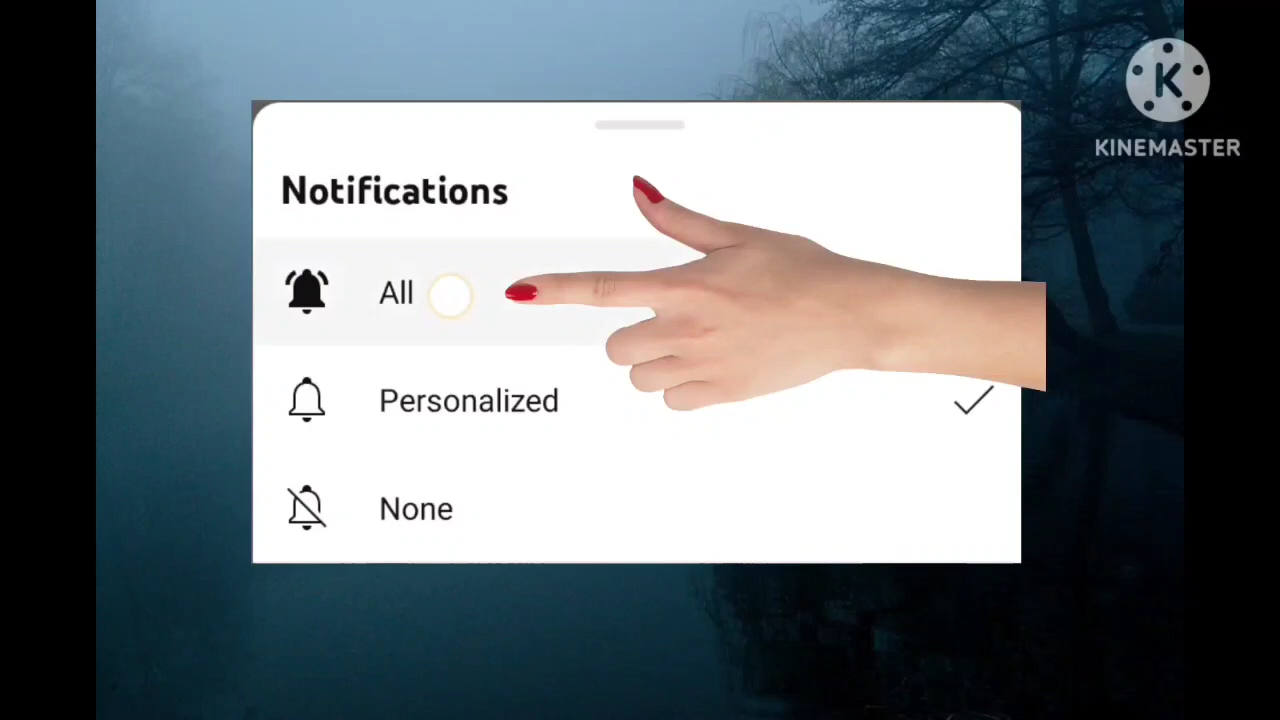 Notifications
All
Personalized
None
K
KINEMASTER